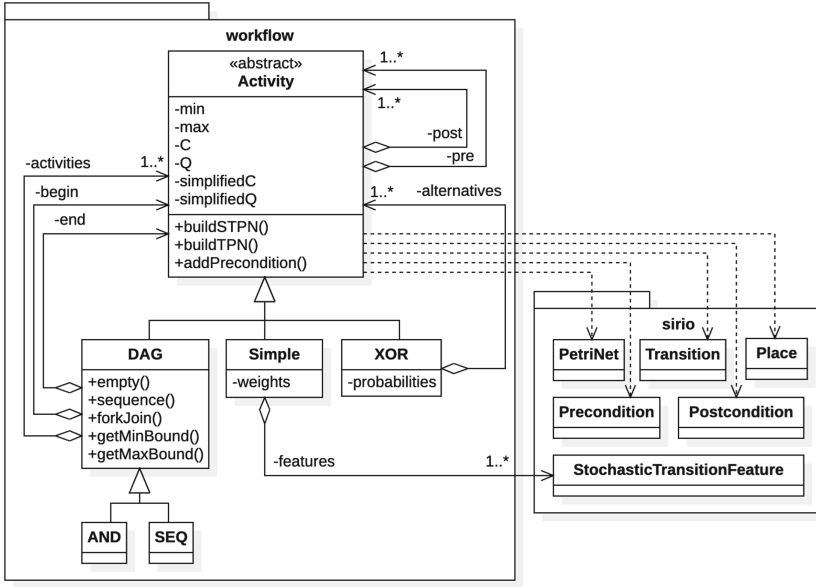 workflow
«abstract»
Activity
-min
-max
-C
-Q
-simplifiedC
-simplifiedQ
+buildSTPN()
+buildTPN()
+addPrecondition()
1..*
1..*
-post
-pre
1..*
-alternatives
-activities
1..*
-begin
-end
DAG
+empty()
+sequence()
+forkJoin()
+getMinBound()
+getMaxBound()
Simple
-weights
XOR
-probabilities
-features
1..*
AND
SEQ
sirio
PetriNet
Transition
Place
Precondition
Postcondition
StochasticTransitionFeature